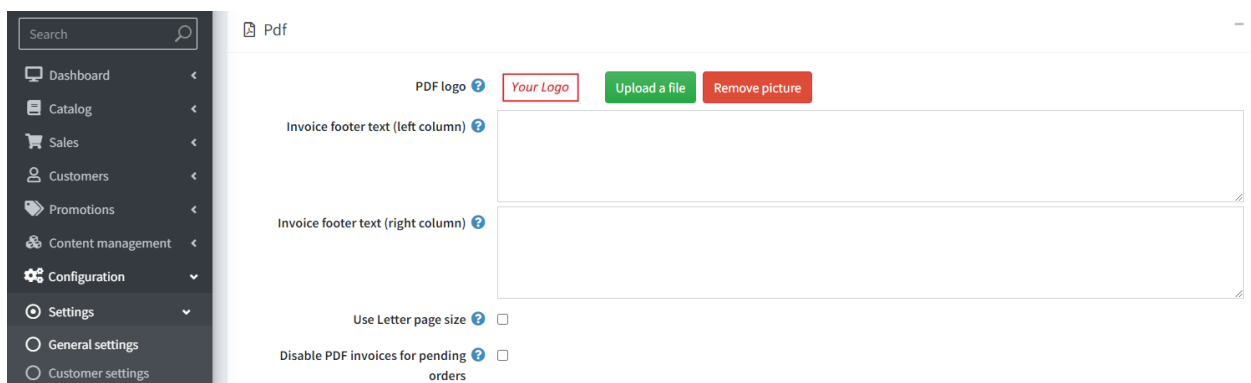 Search
Dashboard
Catalog
Sales
Customers
Promotions
Content management
Configuration
Settings
General settings
Customer settings
Pdf
PDF logo
Your Logo
Upload a file
Remove picture
Invoice footer text (left column)
Invoice footer text (right column)
Use Letter page size
Disable PDF invoices for pending
orders